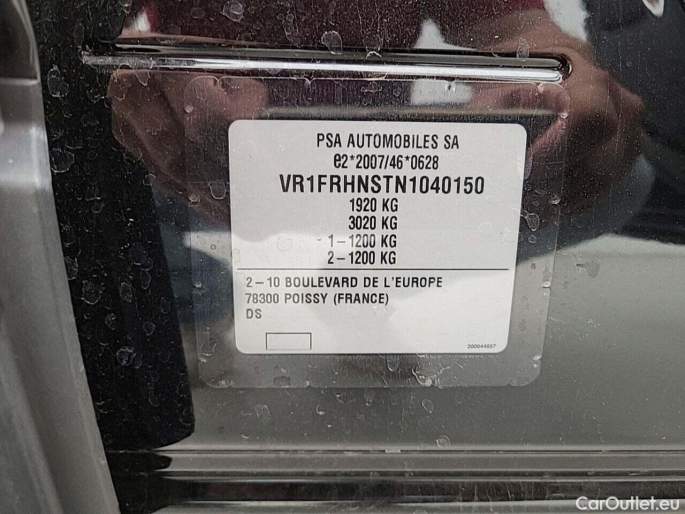 PSA AUTOMOBILES SA
e2*2007/46*0628
VR1FRHNSTN1040150
1920 KG
3020 KG
1-1200 KG
2-1200 KG
2-10 BOULEVARD DE L'EUROPE
78300 POISSY (FRANCE)
DS
CarOutlet.eu